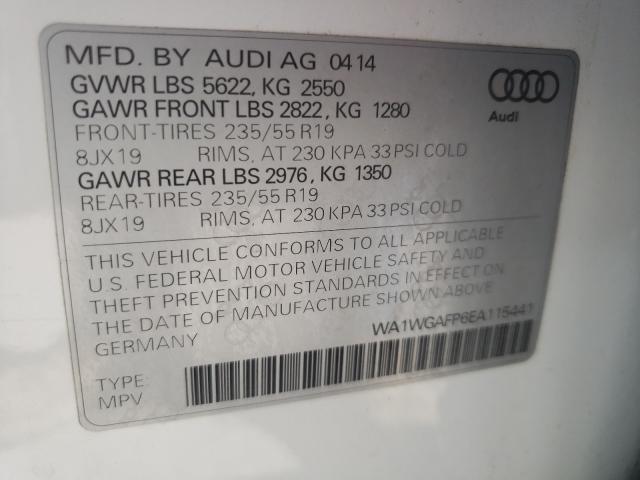 MFD. BY AUDI AG 0414
GVWR LBS 5622, KG 2550
GAWR FRONT LBS 2822, KG 1280
FRONT-TIRES 235/55 R19
8JX19 RIMS, AT 230 KPA 33 PSI COLD
GAWR REAR LBS 2976, KG 1350
REAR-TIRES 235/55 R19
8JX19 RIMS, AT 230 KPA 33 PSI COLD
Audi
THIS VEHICLE CONFORMS TO ALL APPLICABLE
U.S. FEDERAL MOTOR VEHICLE SAFETY AND
THEFT PREVENTION STANDARDS IN EFFECT ON
THE DATE OF MANUFACTURE SHOWN ABOVE
GERMANY
WA1WGAFP6EA115441
TYPE:
MPV